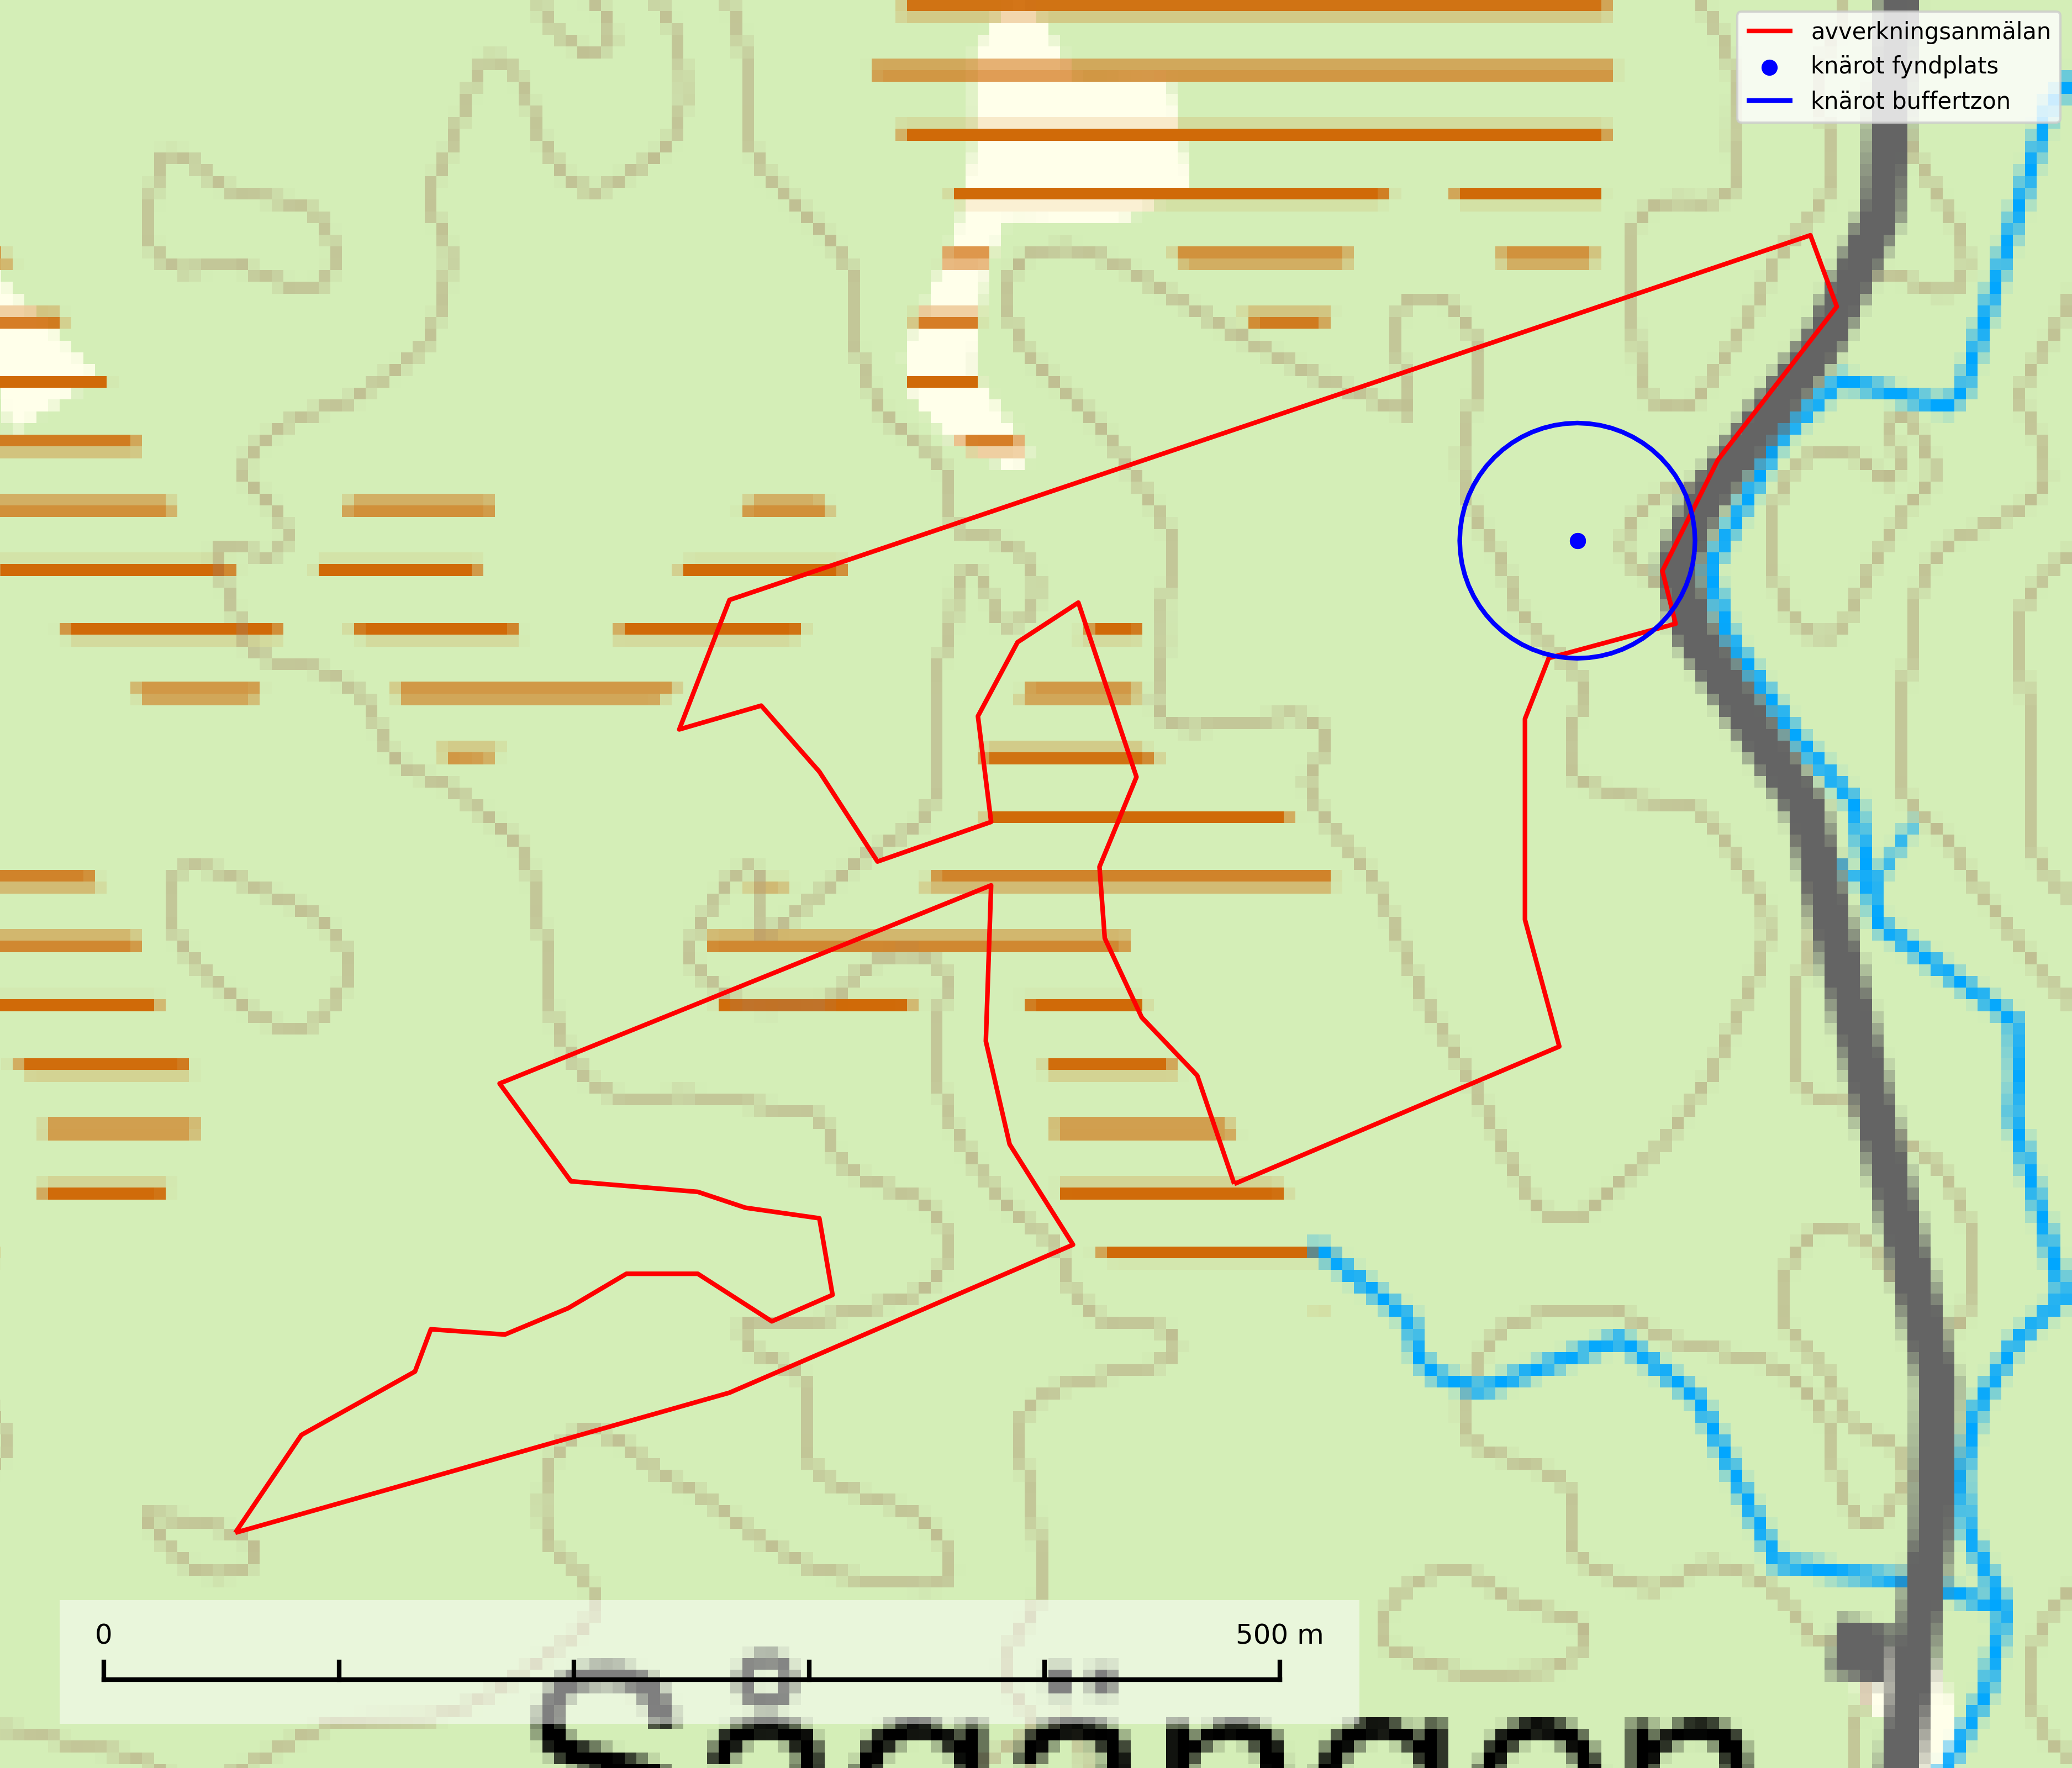 avverkningsanmälan
knärot fyndplats
knärot buffertzon
0 500 m